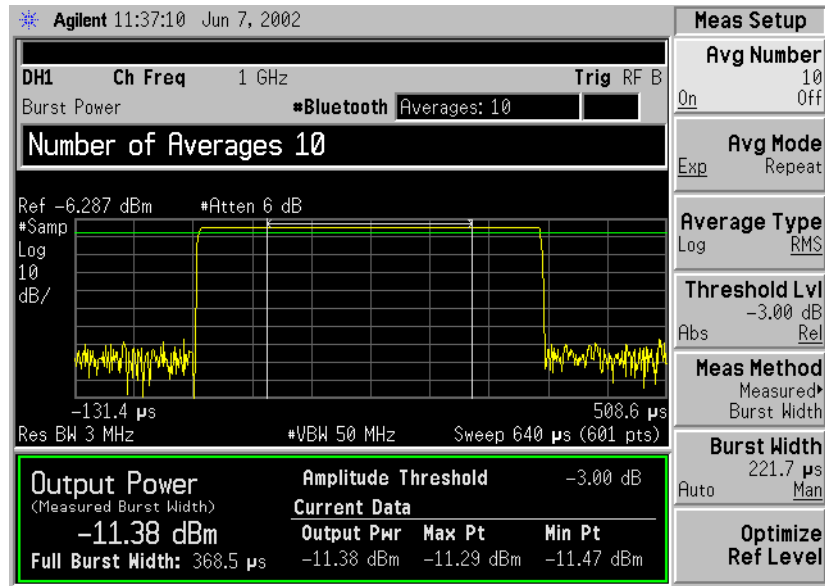 Agilent 11:37:10 Jun 7, 2002
Meas Setup
DH1 Ch Freq 1 GHz Trig RF B
Burst Power #Bluetooth Averages: 10
Number of Averages 10
Ref -6.287 dBm #Atten 6 dB
#Samp
Log
10
dB/
-131.4 µs 508.6 µs
Res BW 3 MHz #VBW 50 MHz Sweep 640 µs (601 pts)
Output Power
(Measured Burst Width)
-11.38 dBm
Full Burst Width: 368.5 µs
Amplitude Threshold -3.00 dB
Current Data
Output Pwr Max Pt Min Pt
-11.38 dBm -11.29 dBm -11.47 dBm
Avg Number
10
On Off
Avg Mode
Exp Repeat
Average Type
Log RMS
Threshold Lvl
-3.00 dB
Abs Rel
Meas Method
Measured
Burst Width
Burst Width
221.7 µs
Auto Man
Optimize
Ref Level